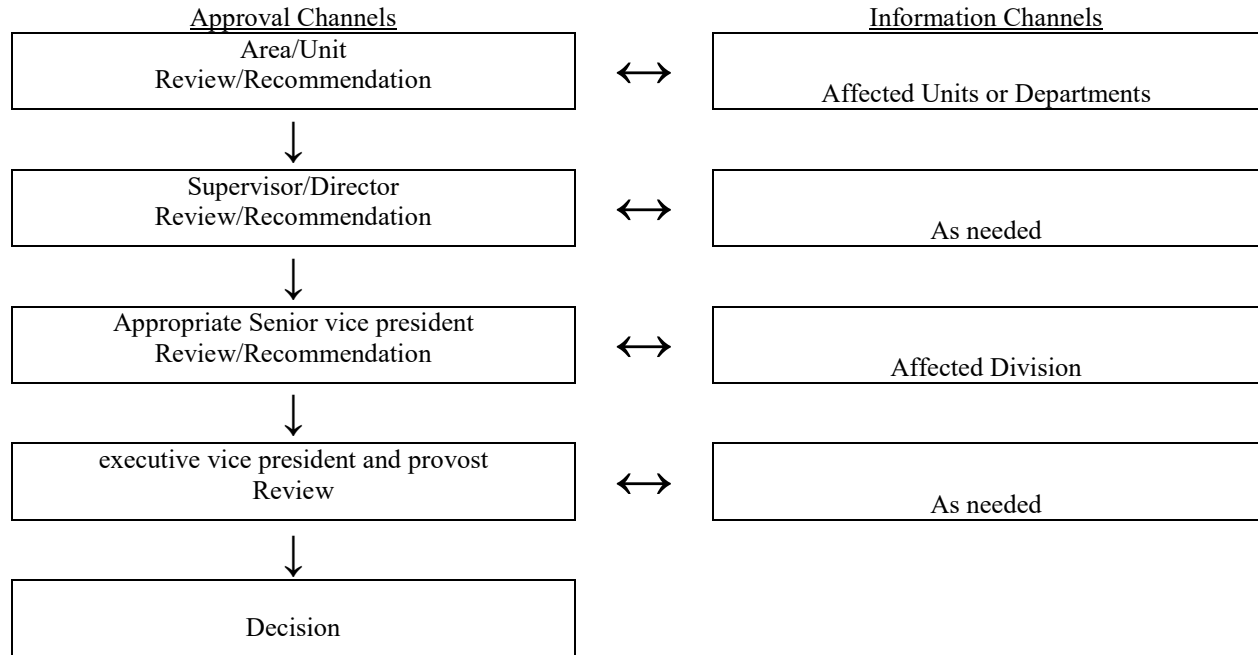 Approval Channels
Information Channels
Area/Unit
Review/Recommendation
Affected Units or Departments
Supervisor/Director
Review/Recommendation
As needed
Appropriate Senior vice president
Review/Recommendation
Affected Division
executive vice president and provost
Review
As needed
Decision